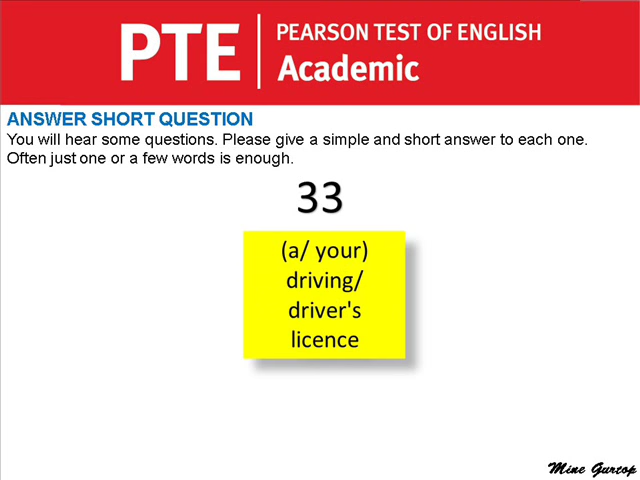 PTE
PEARSON TEST OF ENGLISH
Academic
ANSWER SHORT QUESTION
You will hear some questions. Please give a simple and short answer to each one.
Often just one or a few words is enough.
33
(a/ your)
driving/
driver's
licence
Mine Gurtop